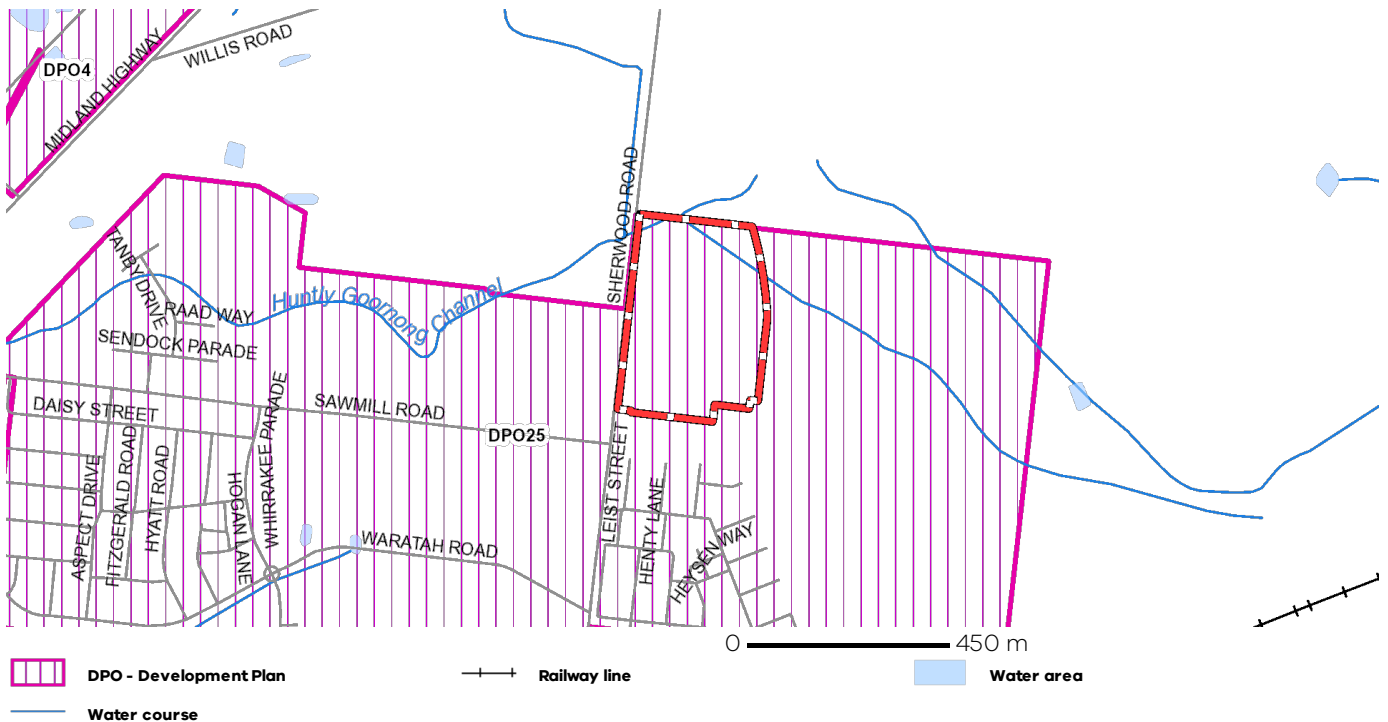 WILLIS ROAD
DPO4
MIDLAND HIGHWAY
SHERWOOD ROAD
TANBY DRIVE
Huntly Goornong Channel
RAAD WAY
SENDOCK PARADE
DAISY STREET
SAWMILL ROAD
WHIRRAKEE PARADE
DPO25
ASPECT DRIVE
FITZGERALD ROAD
HYATT ROAD
HOGAN LANE
LEIST STREET
HENTY LANE
HEYSEN WAY
WARATAH ROAD
0 450 m
DPO - Development Plan
Railway line
Water area
Water course